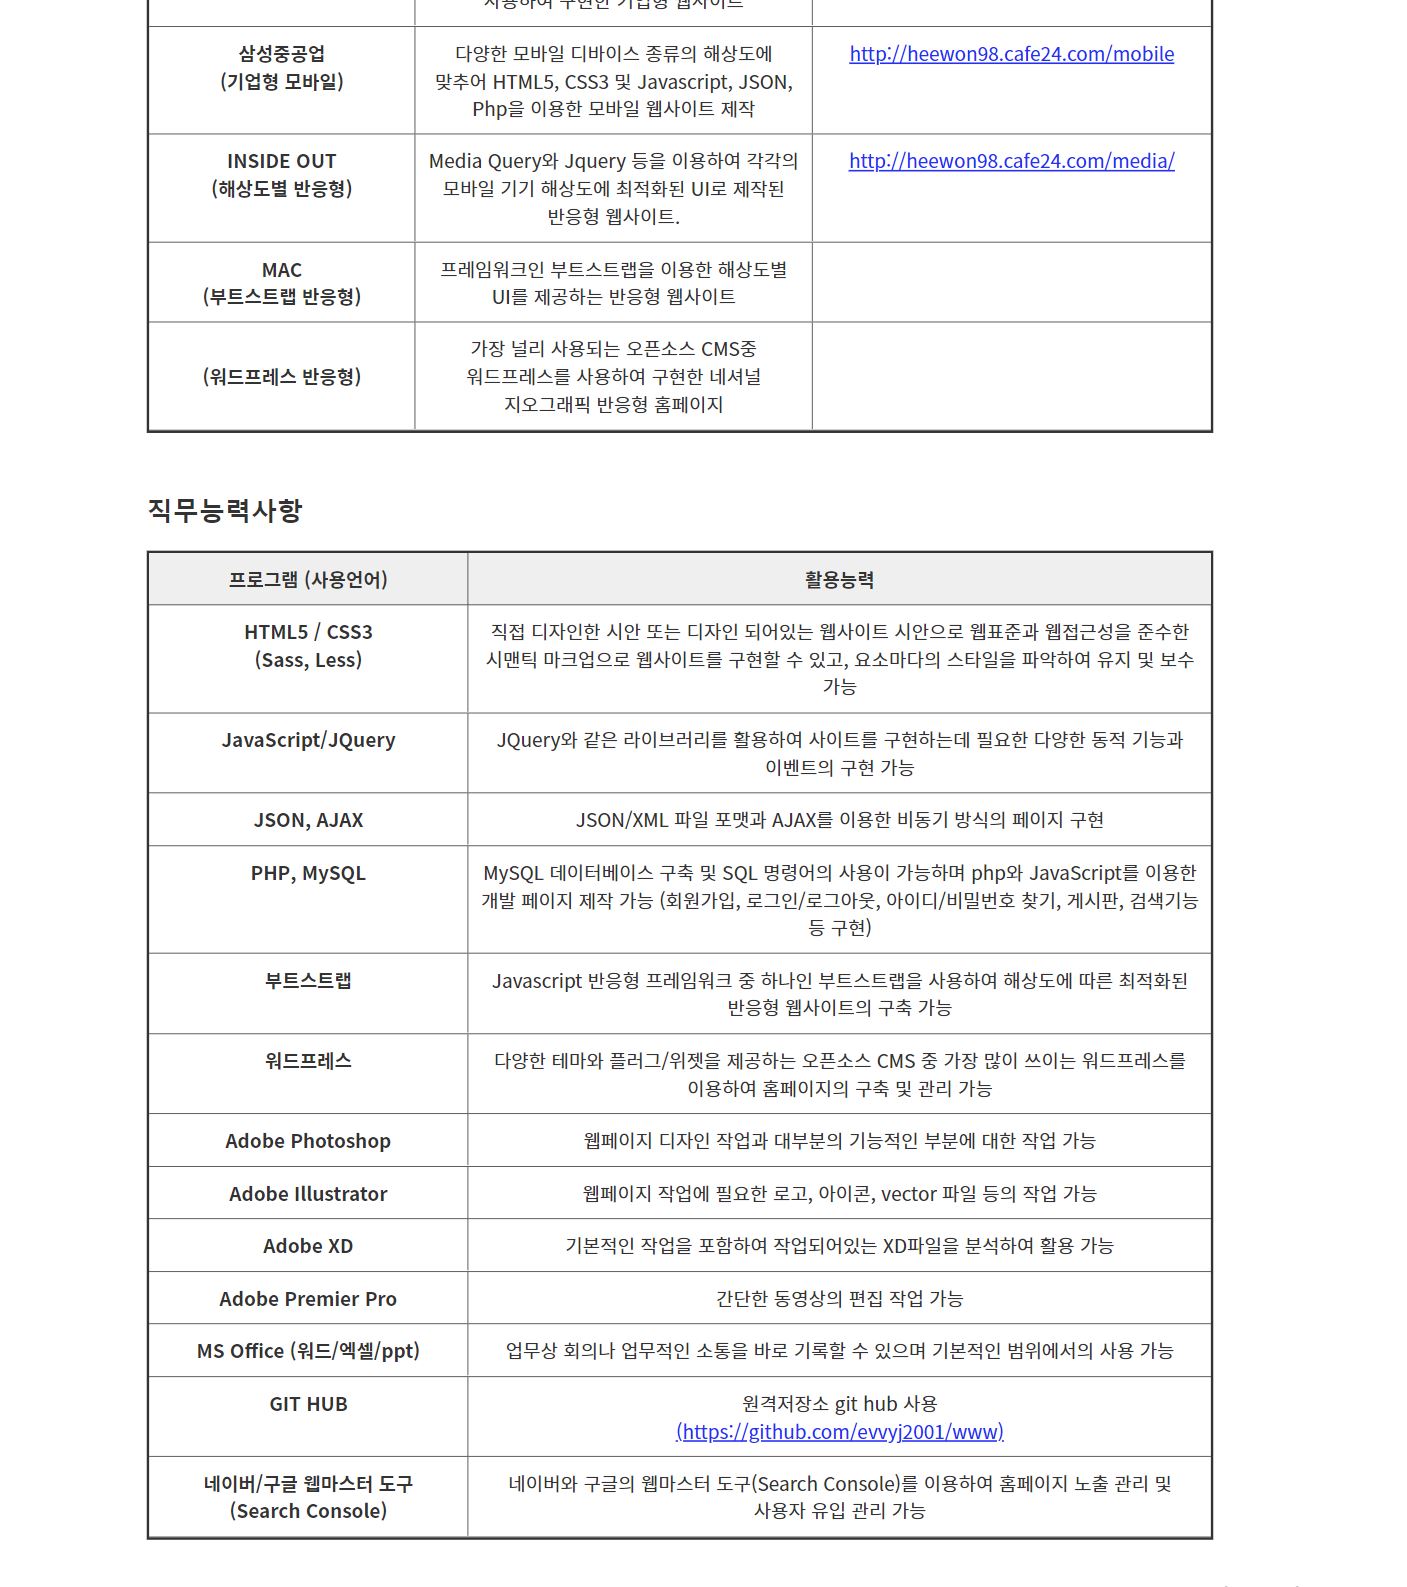 사용하여 구현한 기업형 웹사이트
삼성중공업
(기업형 모바일)
다양한 모바일 디바이스 종류의 해상도에
맞추어 HTML5, CSS3 및 Javascript, JSON,
Php을 이용한 모바일 웹사이트 제작
http://heewon98.cafe24.com/mobile
INSIDE OUT
(해상도별 반응형)
Media Query와 Jquery 등을 이용하여 각각의
모바일 기기 해상도에 최적화된 UI로 제작된
반응형 웹사이트.
http://heewon98.cafe24.com/media/
MAC
(부트스트랩 반응형)
프레임워크인 부트스트랩을 이용한 해상도별
UI를 제공하는 반응형 웹사이트
(워드프레스 반응형)
가장 널리 사용되는 오픈소스 CMS중
워드프레스를 사용하여 구현한 네셔널
지오그래픽 반응형 홈페이지
직무능력사항
프로그램 (사용언어)
활용능력
HTML5 / CSS3
(Sass, Less)
직접 디자인한 시안 또는 디자인 되어있는 웹사이트 시안으로 웹표준과 웹접근성을 준수한
시맨틱 마크업으로 웹사이트를 구현할 수 있고, 요소마다의 스타일을 파악하여 유지 및 보수
가능
JavaScript/JQuery
JQuery와 같은 라이브러리를 활용하여 사이트를 구현하는데 필요한 다양한 동적 기능과
이벤트의 구현 가능
JSON, AJAX
JSON/XML 파일 포맷과 AJAX를 이용한 비동기 방식의 페이지 구현
PHP, MySQL
MySQL 데이터베이스 구축 및 SQL 명령어의 사용이 가능하며 php와 JavaScript를 이용한
개발 페이지 제작 가능 (회원가입, 로그인/로그아웃, 아이디/비밀번호 찾기, 게시판, 검색기능
등 구현)
부트스트랩
Javascript 반응형 프레임워크 중 하나인 부트스트랩을 사용하여 해상도에 따른 최적화된
반응형 웹사이트의 구축 가능
워드프레스
다양한 테마와 플러그/위젯을 제공하는 오픈소스 CMS 중 가장 많이 쓰이는 워드프레스를
이용하여 홈페이지의 구축 및 관리 가능
Adobe Photoshop
웹페이지 디자인 작업과 대부분의 기능적인 부분에 대한 작업 가능
Adobe Illustrator
웹페이지 작업에 필요한 로고, 아이콘, vector 파일 등의 작업 가능
Adobe XD
기본적인 작업을 포함하여 작업되어있는 XD파일을 분석하여 활용 가능
Adobe Premier Pro
간단한 동영상의 편집 작업 가능
MS Office (워드/엑셀/ppt)
업무상 회의나 업무적인 소통을 바로 기록할 수 있으며 기본적인 범위에서의 사용 가능
GIT HUB
원격저장소 git hub 사용
(https://github.com/evvyj2001/www)
네이버/구글 웹마스터 도구
(Search Console)
네이버와 구글의 웹마스터 도구(Search Console)를 이용하여 홈페이지 노출 관리 및
사용자 유입 관리 가능